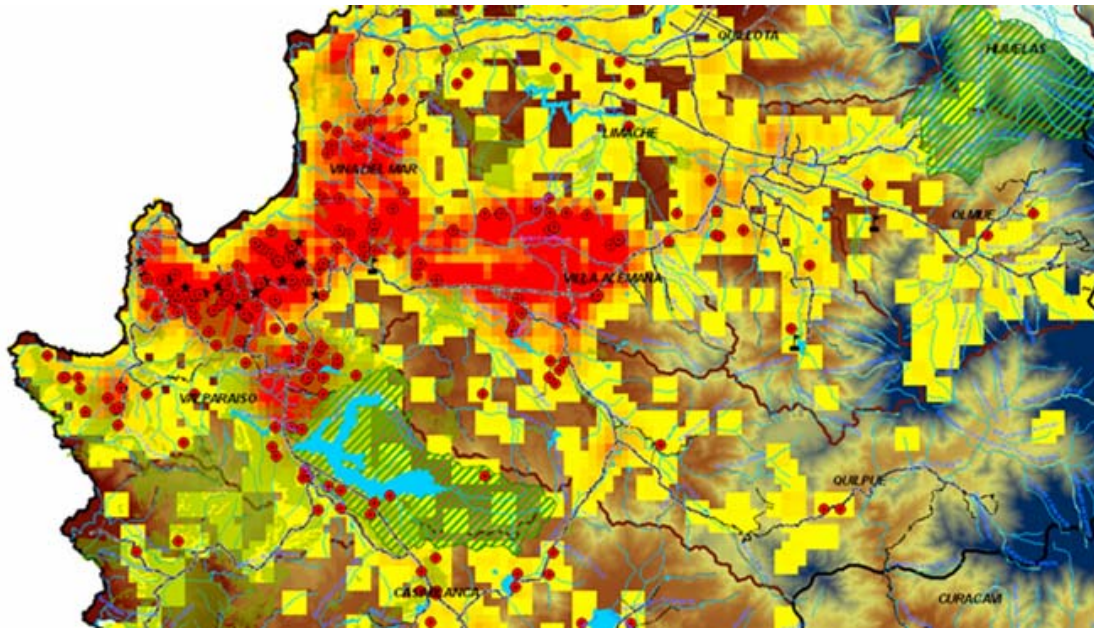 QUILLOTA
HIJUELAS
LIMACHE
VINA DEL MAR
OLMUE
VILLA ALEMANA
VALPARAISO
QUILPUE
CASABLANCA
CURACAVI